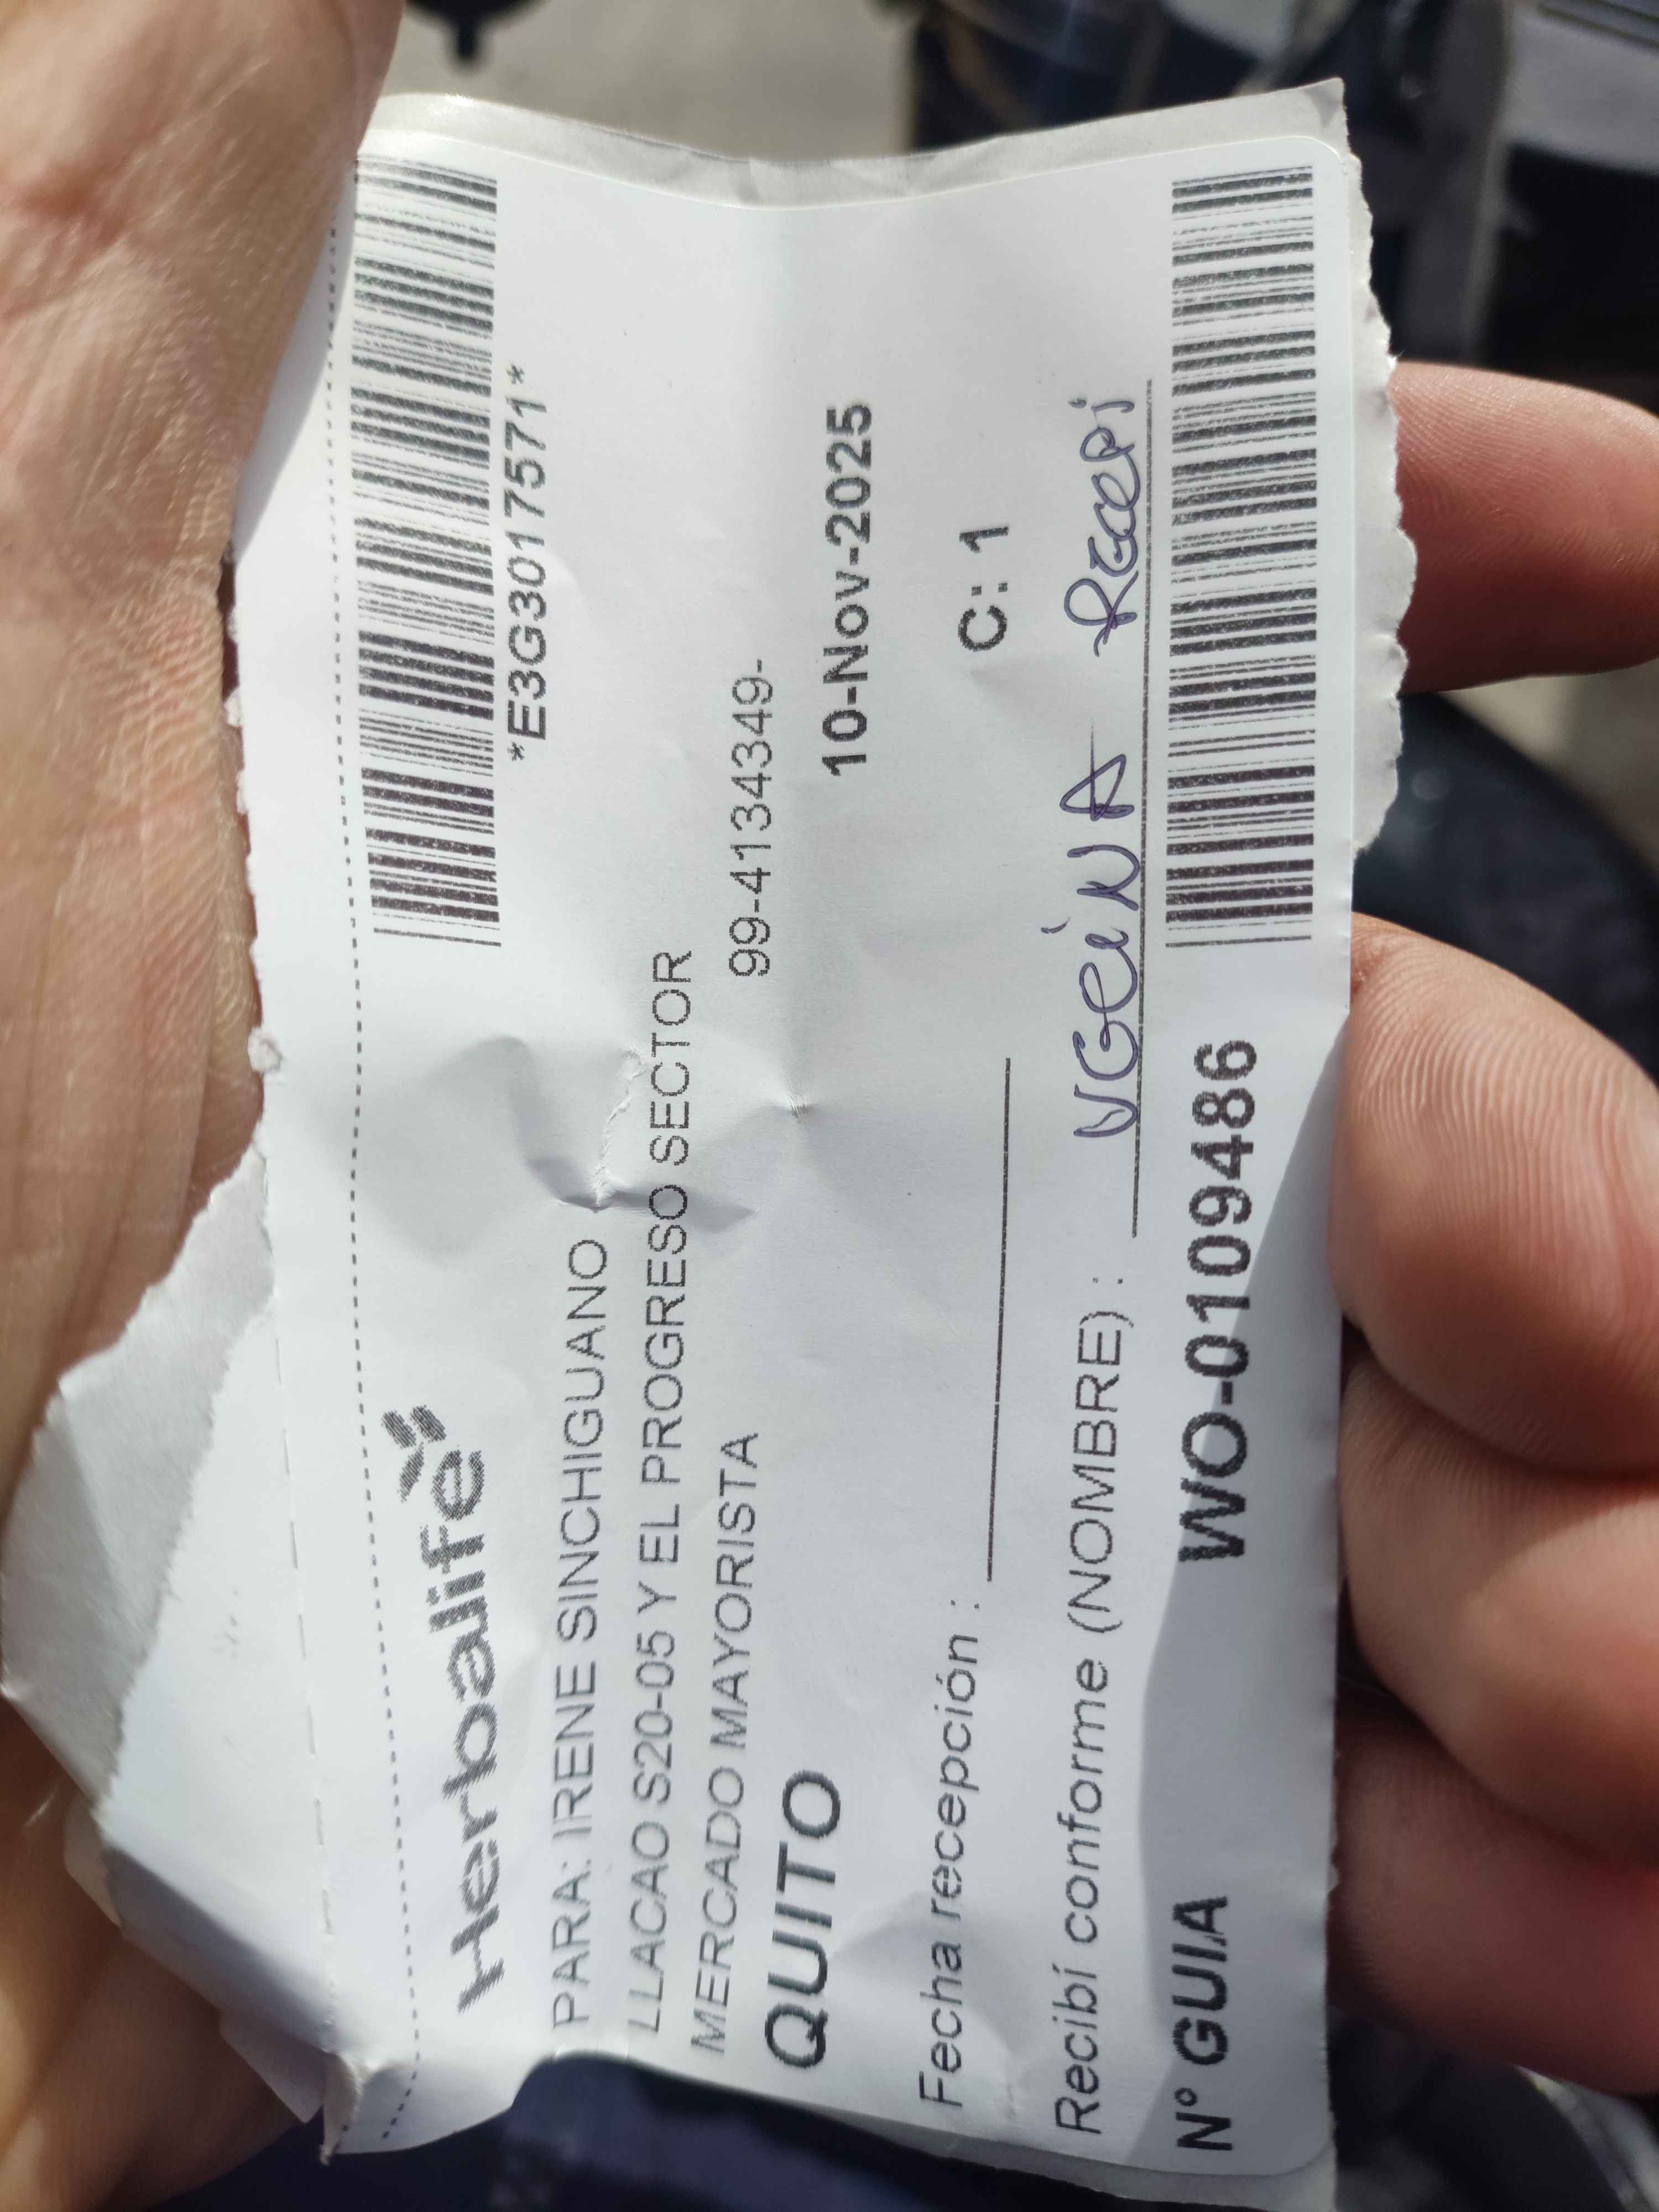 Herbalife
*E3G3017571*
PARA: IRENE SINCHIGUANO
LLACAO S20-05 Y EL PROGRESO SECTOR
MERCADO MAYORISTA
99-4134349-
QUITO
10-Nov-2025
Fecha recepción :
C: 1
Recibí conforme (NOMBRE) :
N° GUIA
WO-0109486